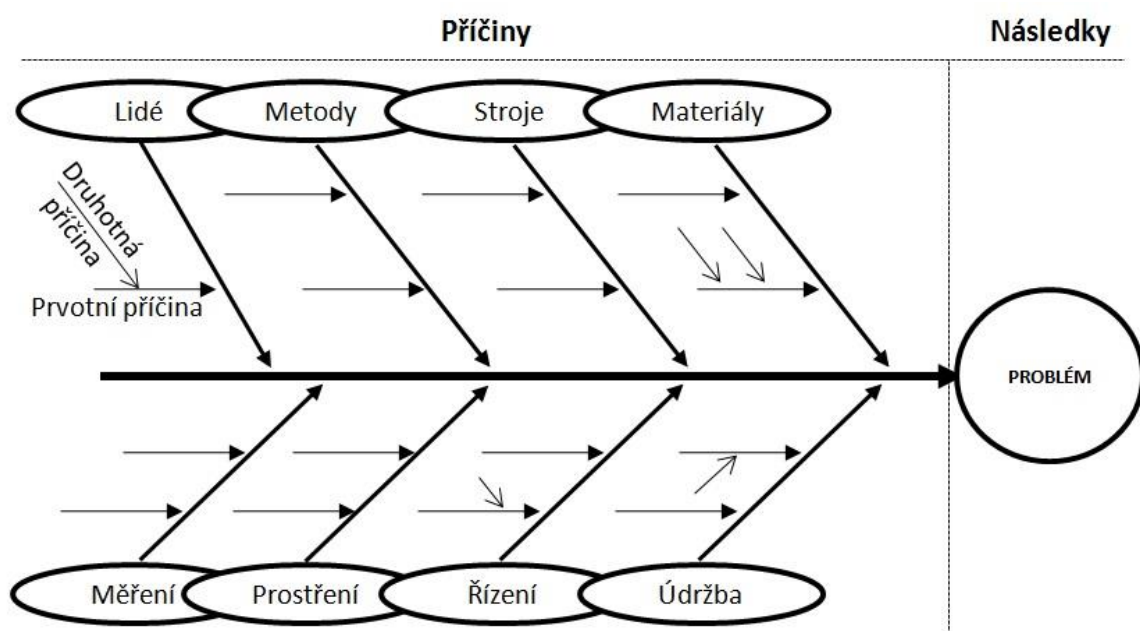 Příčiny
Následky
Lidé
Metody
Stroje
Materiály
Druhotná
příčina
Prvotní příčina
PROBLÉM
Měření
Prostření
Řízení
Údržba